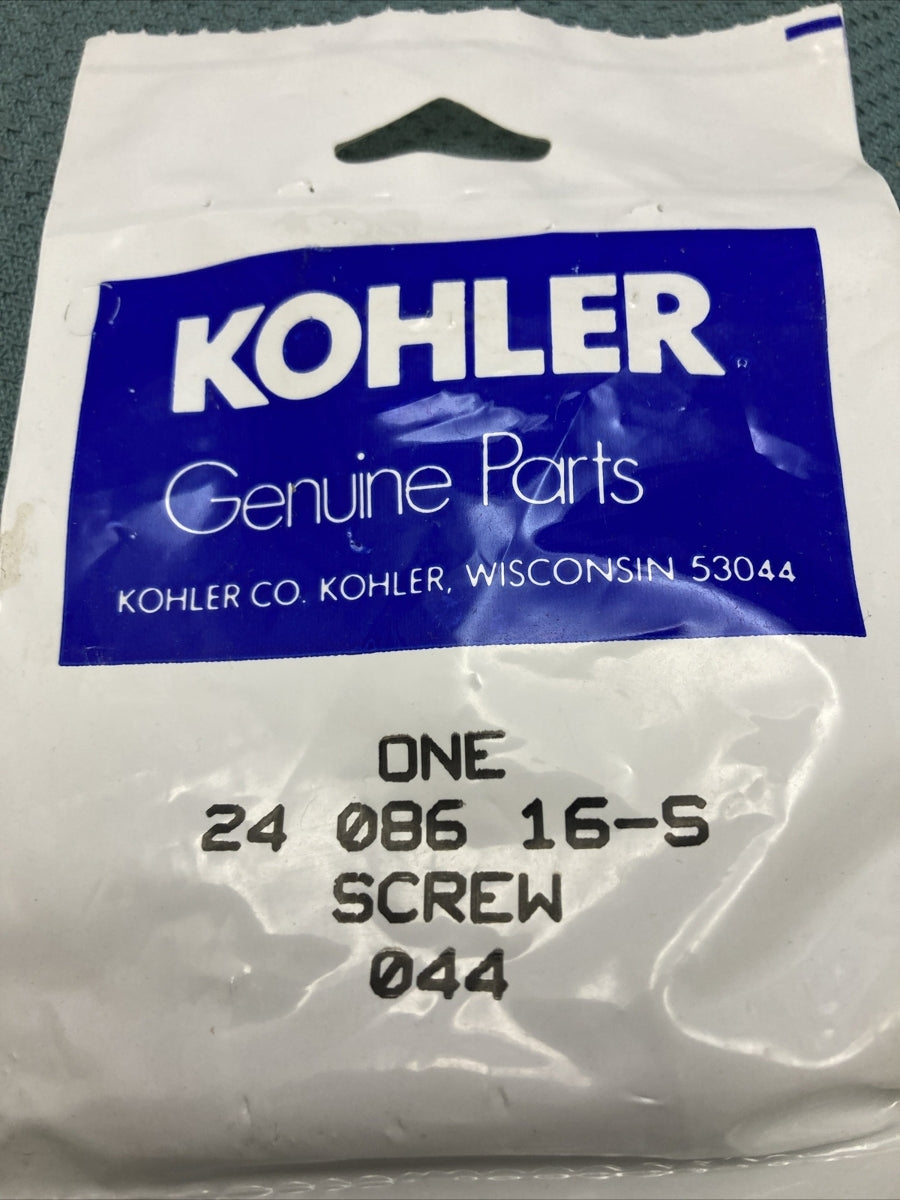 KOHLER®
Genuine Parts
KOHLER CO. KOHLER, WISCONSIN 53044
ONE
24 086 16-S
SCREW
044